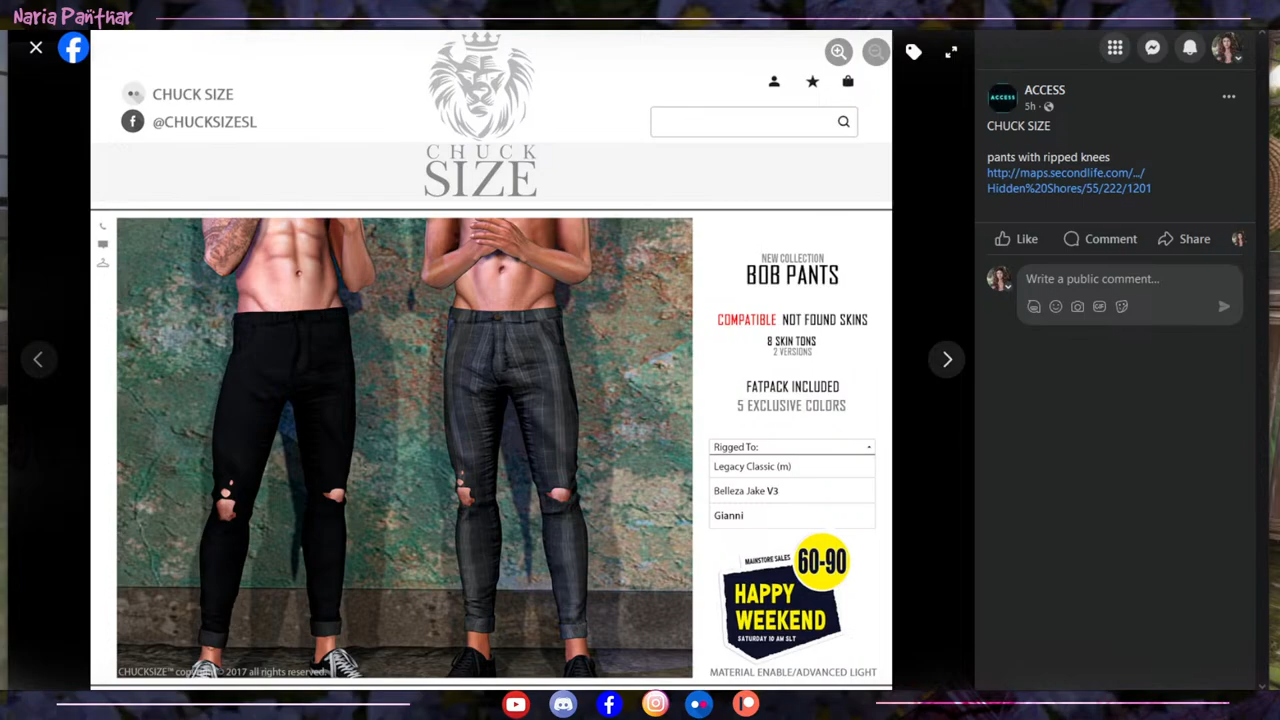 Naria Panthar
CHUCK SIZE
@CHUCKSIZESL
CHUCK
SIZE
NEW COLLECTION
BOB PANTS
COMPATIBLE NOT FOUND SKINS
8 SKIN TONS
2 VERSIONS
FATPACK INCLUDED
5 EXCLUSIVE COLORS
Rigged To:
Legacy Classic (m)
Belleza Jake V3
Gianni
MAINSTORE SALES
60-90
HAPPY
WEEKEND
SATURDAY 10 AM SLT
MATERIAL ENABLE/ADVANCED LIGHT
CHUCKSIZE™ © 2017 all rights reserved.
ACCESS
ACCESS
5h ·
CHUCK SIZE
pants with ripped knees
http://maps.secondlife.com/.../
Hidden%20Shores/55/222/1201
Like
Comment
Share
Write a public comment...
GIF